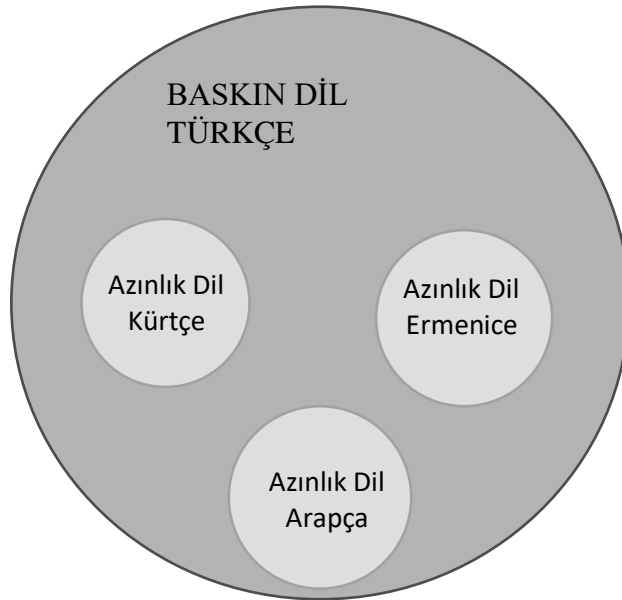 BASKIN DİL
TÜRKÇE
Azınlık Dil
Kürtçe
Azınlık Dil
Ermenice
Azınlık Dil
Arapça